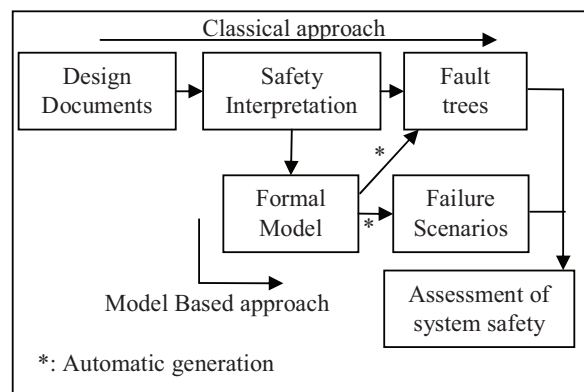 Classical approach
Design
Documents
Safety
Interpretation
Fault
trees
*
Formal
Model
*
Failure
Scenarios
Model Based approach
Assessment of
system safety
*: Automatic generation